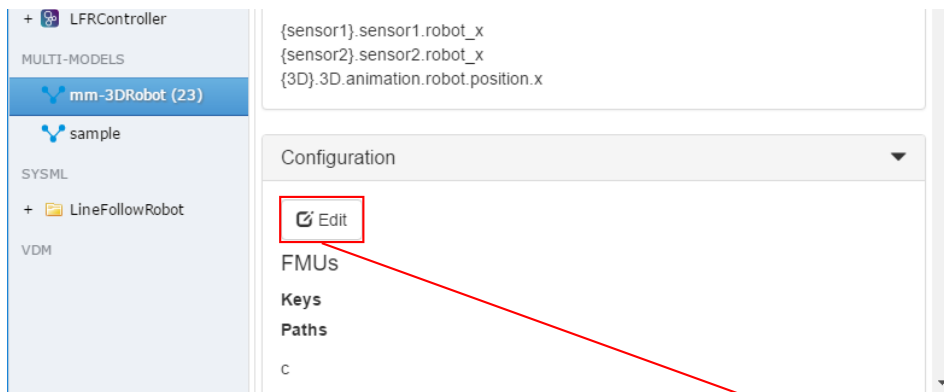 + LFRController
MULTI-MODELS
mm-3DRobot (23)
sample
SYSML
+ LineFollowRobot
VDM
{sensor1}.sensor1.robot_x
{sensor2}.sensor2.robot_x
{3D}.3D.animation.robot.position.x
Configuration
Edit
FMUs
Keys
Paths
c